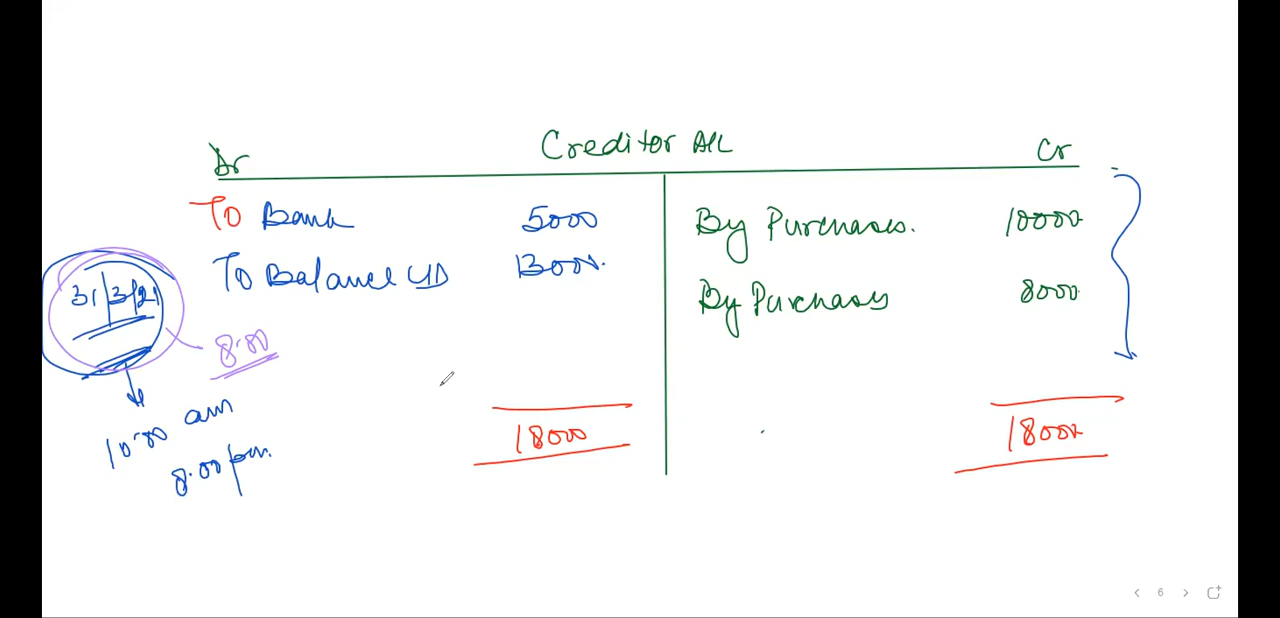 Creditor A/c
Dr Cr
To Bank 5000 By Purchases. 10000
To Balance c/D 13000.
By Purchases 8000
31/3/21
8.00
10.00 am
8.00 pm.
18000 18000
6